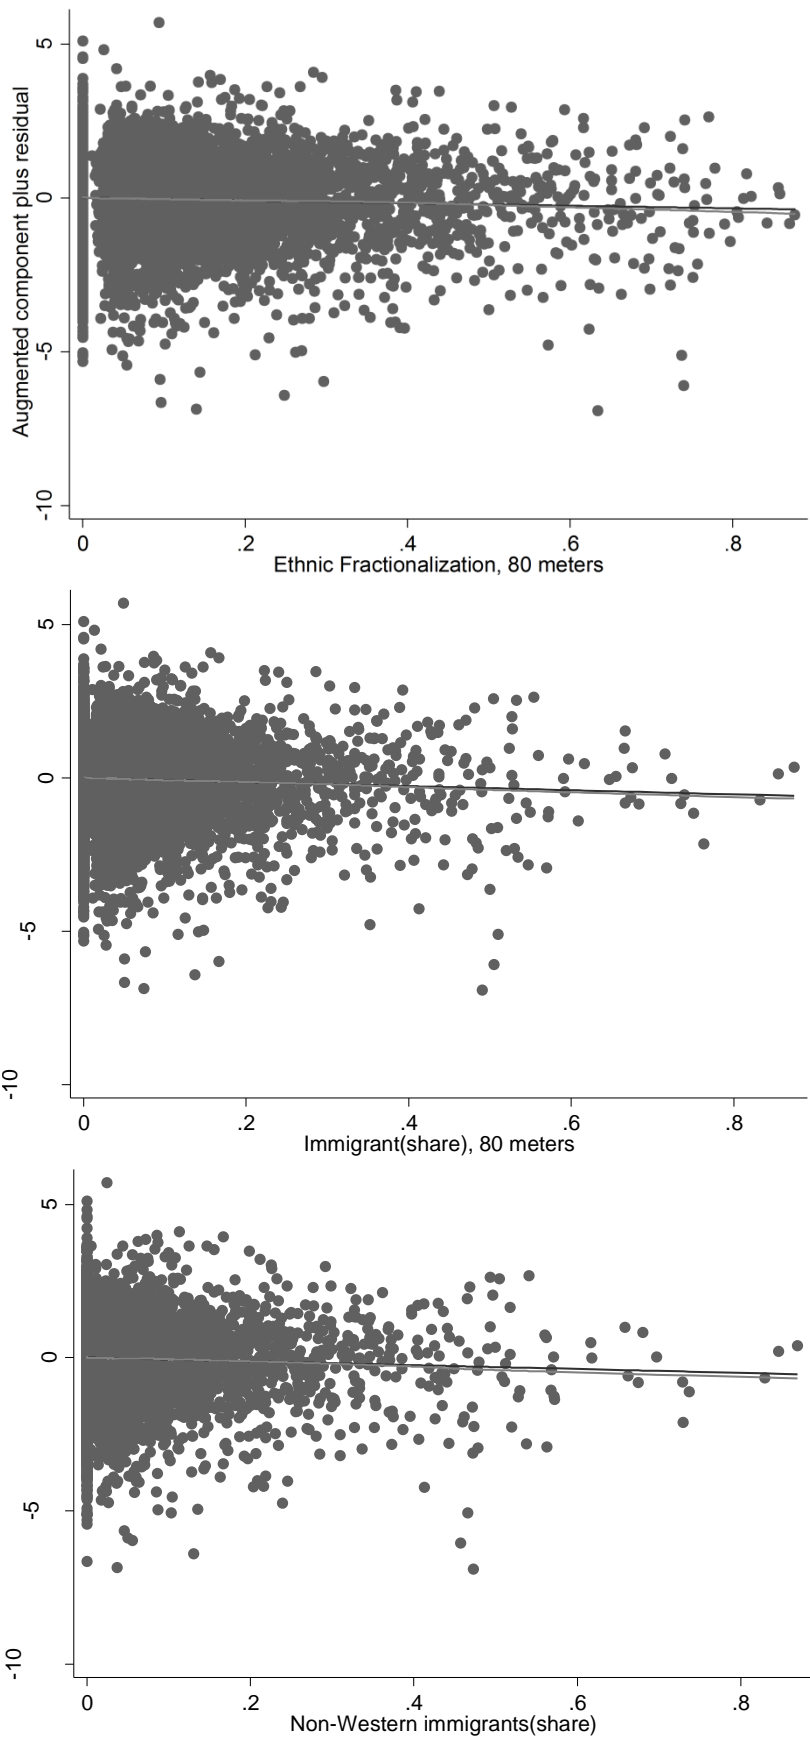 Augmented component plus residual
5
0
-5
-10
0 .2 .4 .6 .8
Ethnic Fractionalization, 80 meters
5
0
-5
-10
0 .2 .4 .6 .8
Immigrant(share), 80 meters
5
0
-5
-10
0 .2 .4 .6 .8
Non-Western immigrants(share)